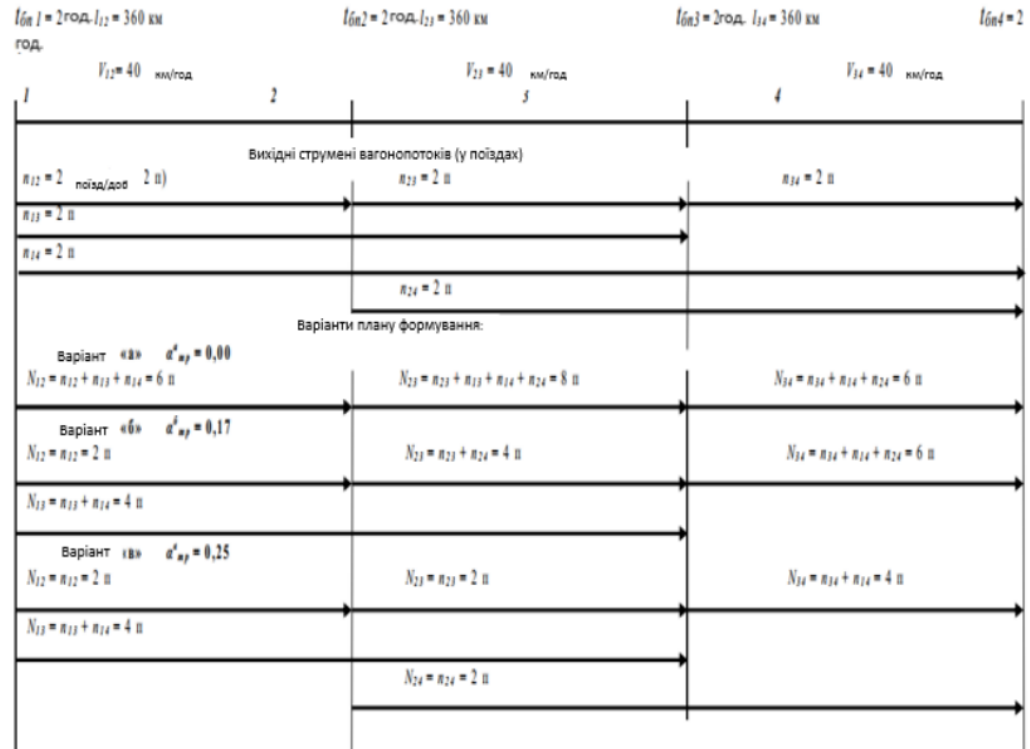 tбп 1 = 2год. l12 = 360 км tбп2 = 2год. l23 = 360 км tбп3 = 2год. l34 = 360 км tбп4 = 2
год.
V12 = 40 км/год V23 = 40 км/год V34 = 40 км/год
1 2 3 4
Вихідні струмені вагонопотоків (у поїздах)
n12 = 2 поїзд/доб 2 п) n23 = 2 п n34 = 2 п
n13 = 2 п
n14 = 2 п
n24 = 2 п
Варіанти плану формування:
Варіант «а» αᵃтр = 0,00
N12 = n12 + n13 + n14 = 6 п N23 = n23 + n13 + n14 + n24 = 8 п N34 = n34 + n14 + n24 = 6 п
Варіант «б» αᵟтр = 0,17
N12 = n12 = 2 п N23 = n23 + n24 = 4 п N34 = n34 + n14 + n24 = 6 п
N13 = n13 + n14 = 4 п
Варіант «в» αᵃтр = 0,25
N12 = n12 = 2 п N23 = n23 = 2 п N34 = n34 + n14 = 4 п
N13 = n13 + n14 = 4 п
N24 = n24 = 2 п